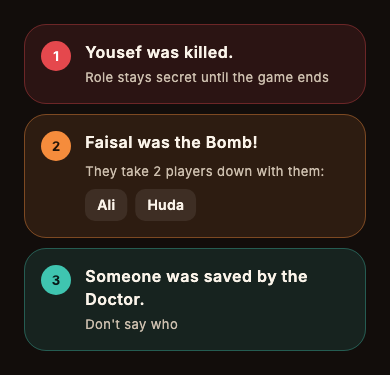 1
Yousef was killed.
Role stays secret until the game ends
2
Faisal was the Bomb!
They take 2 players down with them:
Ali Huda
3
Someone was saved by the
Doctor.
Don't say who